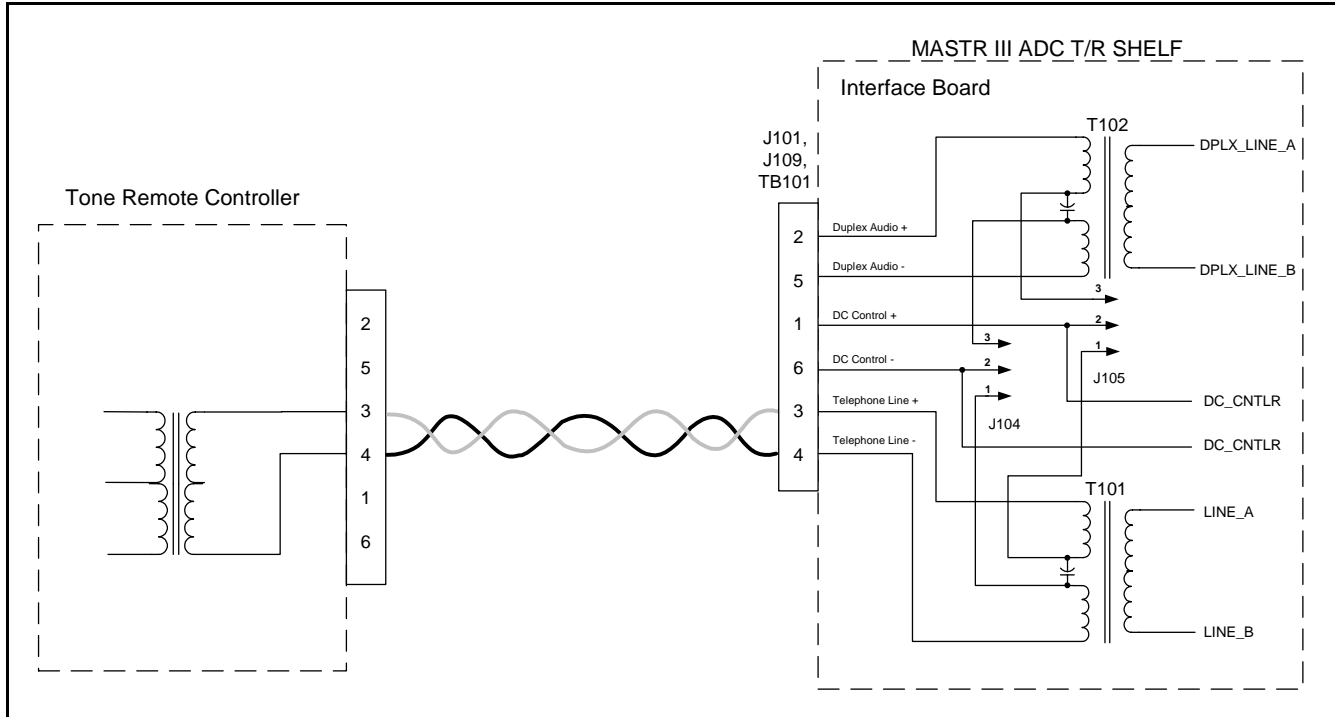 MASTR III ADC T/R SHELF
Interface Board
T102
J101,
J109,
TB101
DPLX_LINE_A
Tone Remote Controller
2
Duplex Audio +
5
Duplex Audio -
DPLX_LINE_B
3
1
DC Control +
2
3
1
J105
6
DC Control -
2
1
J104
DC_CNTLR
3
Telephone Line +
4
Telephone Line -
DC_CNTLR
T101
LINE_A
LINE_B
2
5
3
4
1
6